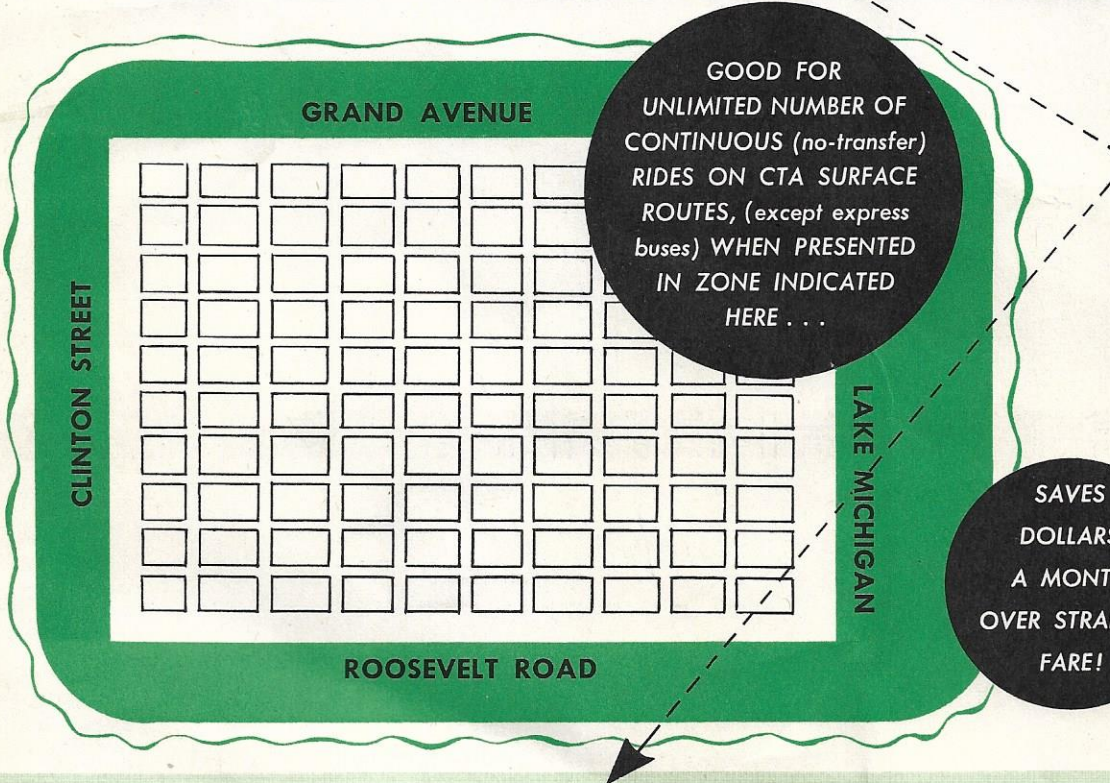 GRAND AVENUE
GOOD FOR
UNLIMITED NUMBER OF
CONTINUOUS (no-transfer)
RIDES ON CTA SURFACE
ROUTES, (except express
buses) WHEN PRESENTED
IN ZONE INDICATED
HERE . . .
CLINTON STREET
LAKE MICHIGAN
ROOSEVELT ROAD
SAVES
DOLLARS
A MONT
OVER STRA
FARE!